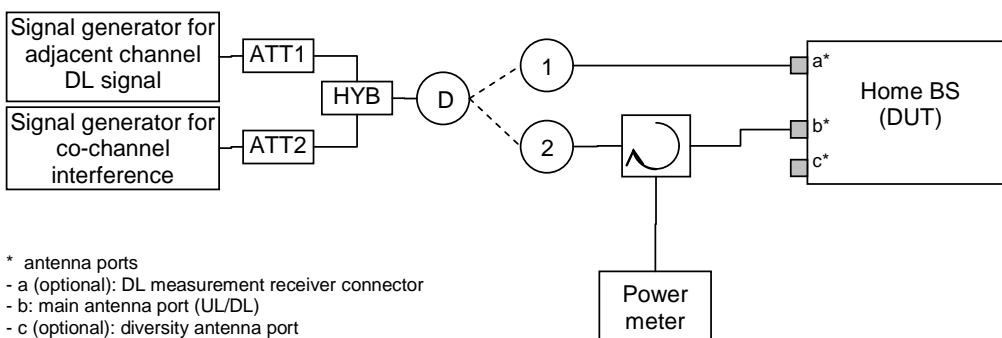 Signal generator for
adjacent channel
DL signal
ATT1
HYB
D
1
2
Signal generator for
co-channel
interference
ATT2
a*
b*
c*
Home BS
(DUT)
Power
meter
* antenna ports
- a (optional): DL measurement receiver connector
- b: main antenna port (UL/DL)
- c (optional): diversity antenna port